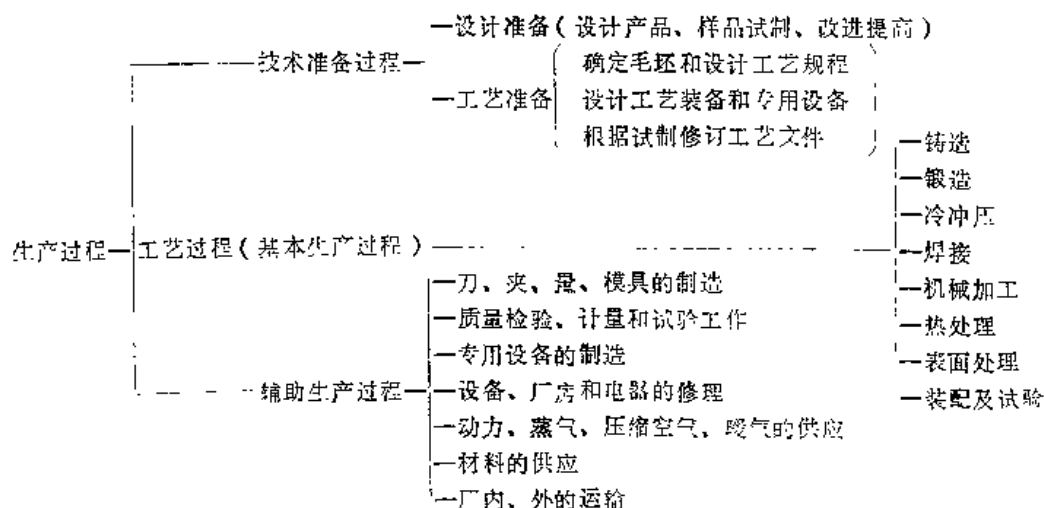 设计准备(设计产品、样品试制、改进提高)
技术准备过程
确定毛坯和设计工艺规程
工艺准备
设计工艺装备和专用设备
根据试制修订工艺文件
铸造
锻造
冷冲压
生产过程
工艺过程(基本生产过程)
焊接
刀、夹、量、模具的制造
机械加工
质量检验、计量和试验工作
热处理
专用设备的制造
表面处理
辅助生产过程
设备、厂房和电器的修理
装配及试验
动力、蒸气、压缩空气、暖气的供应
材料的供应
厂内、外的运输